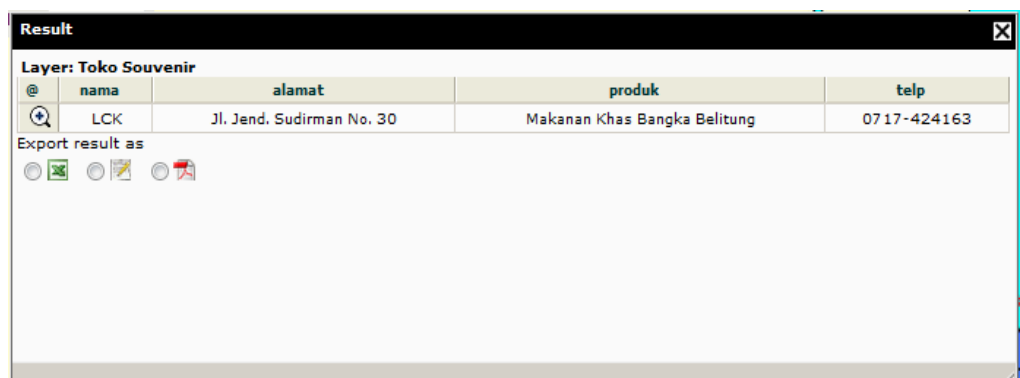 Result
Layer: Toko Souvenir
@ nama alamat produk telp
LCK Jl. Jend. Sudirman No. 30 Makanan Khas Bangka Belitung 0717-424163
Export result as